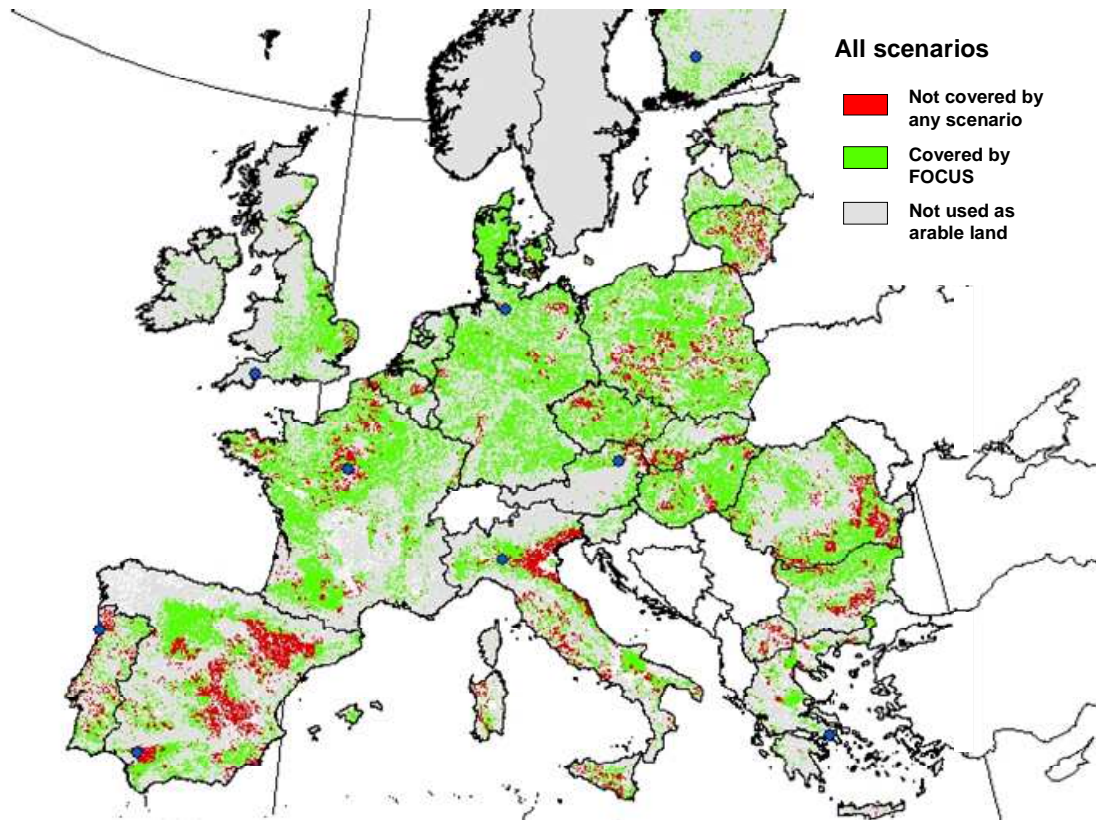 All scenarios
Not covered by
any scenario
Covered by
FOCUS
Not used as
arable land